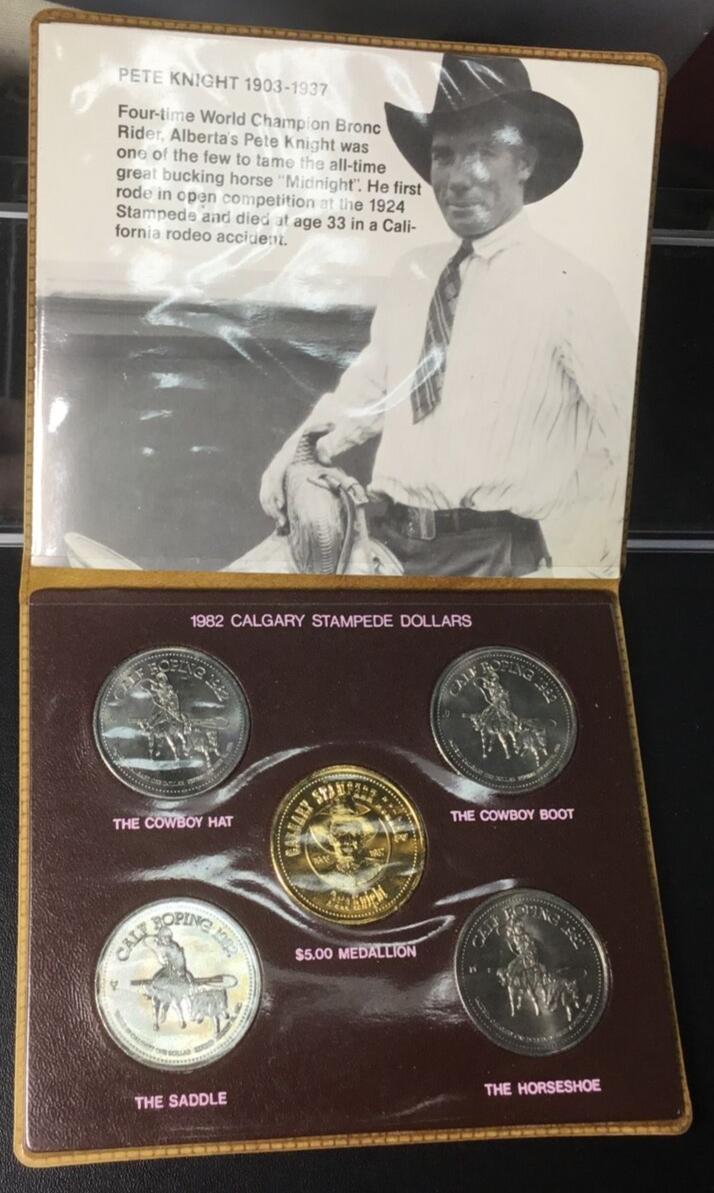 PETE KNIGHT 1903-1937
Four-time World Champion Bronc
Rider, Alberta's Pete Knight was
one of the few to tame the all-time
great bucking horse "Midnight". He first
rode in open competition at the 1924
Stampede and died at age 33 in a Cali-
fornia rodeo accident.
1982 CALGARY STAMPEDE DOLLARS
CALF ROPING 1982
CALF ROPING 1982
THE COWBOY HAT
THE COWBOY BOOT
CALGARY STAMPEDE
Pete Knight
$5.00 MEDALLION
CALF ROPING 1982
CALF ROPING 1982
THE SADDLE
THE HORSESHOE